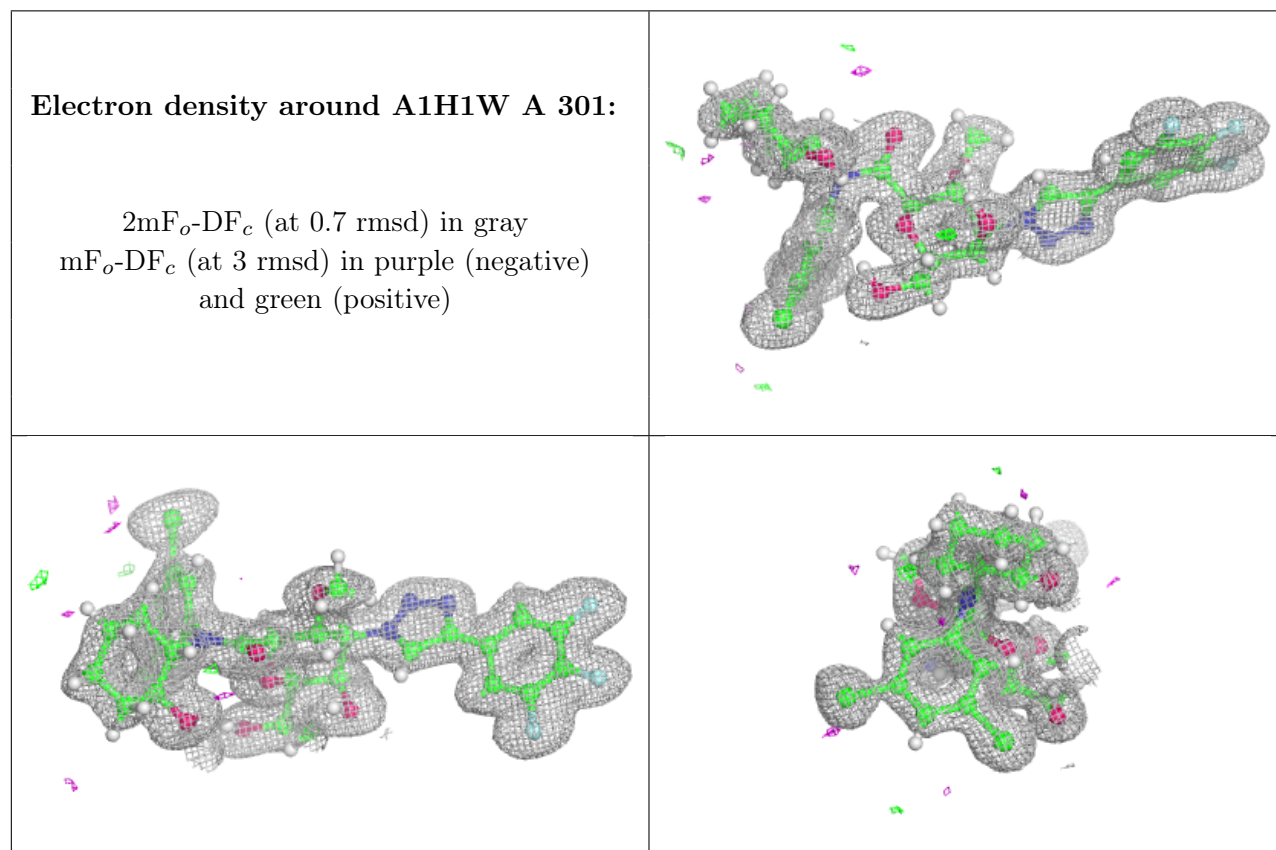 Electron density around A1H1W A 301:
2mFo-DFc (at 0.7 rmsd) in gray
mFo-DFc (at 3 rmsd) in purple (negative)
and green (positive)